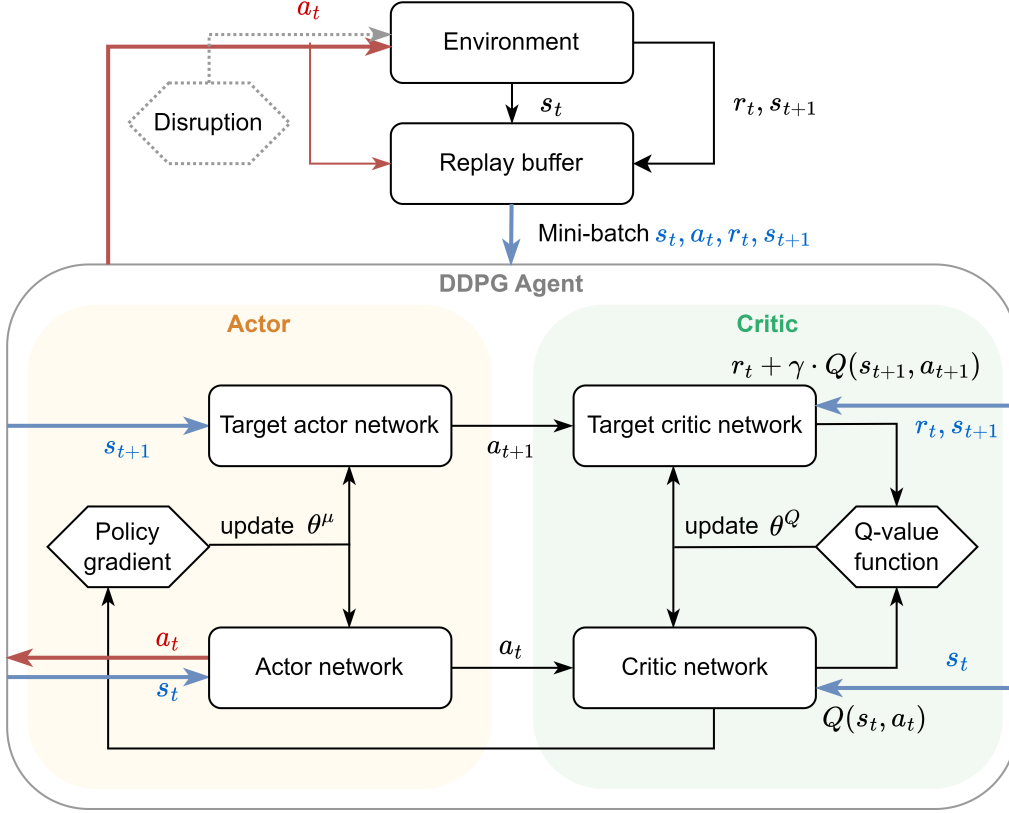 a_t
Environment
Disruption
s_t
r_t, s_{t+1}
Replay buffer
Mini-batch s_t, a_t, r_t, s_{t+1}
DDPG Agent
Actor
Critic
r_t + γ · Q(s_{t+1}, a_{t+1})
Target actor network
Target critic network
s_{t+1}
a_{t+1}
r_t, s_{t+1}
Policy
gradient
update θ^μ
update θ^Q
Q-value
function
a_t
s_t
Actor network
a_t
Critic network
s_t
Q(s_t, a_t)